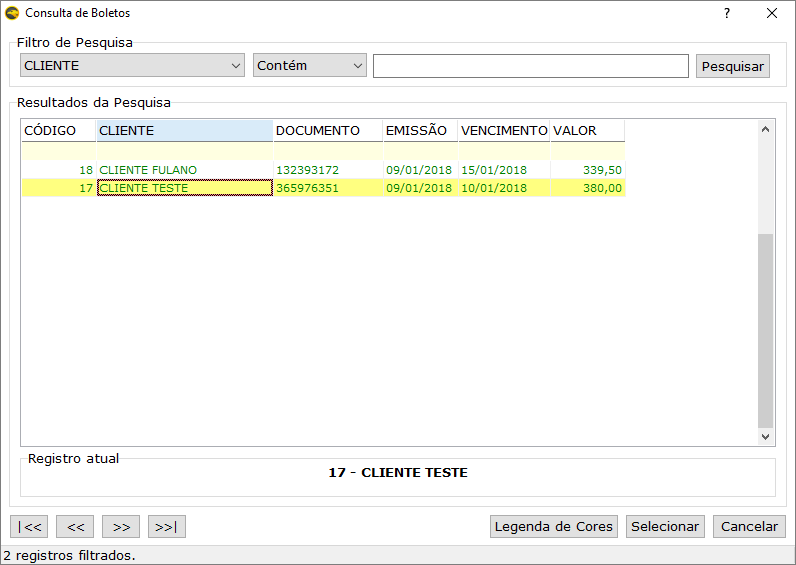 Consulta de Boletos ?
Filtro de Pesquisa
CLIENTE Contém Pesquisar
Resultados da Pesquisa
CÓDIGO CLIENTE DOCUMENTO EMISSÃO VENCIMENTO VALOR
18 CLIENTE FULANO 132393172 09/01/2018 15/01/2018 339,50
17 CLIENTE TESTE 365976351 09/01/2018 10/01/2018 380,00
Registro atual
17 - CLIENTE TESTE
|<< << >> >>| Legenda de Cores Selecionar Cancelar
2 registros filtrados.